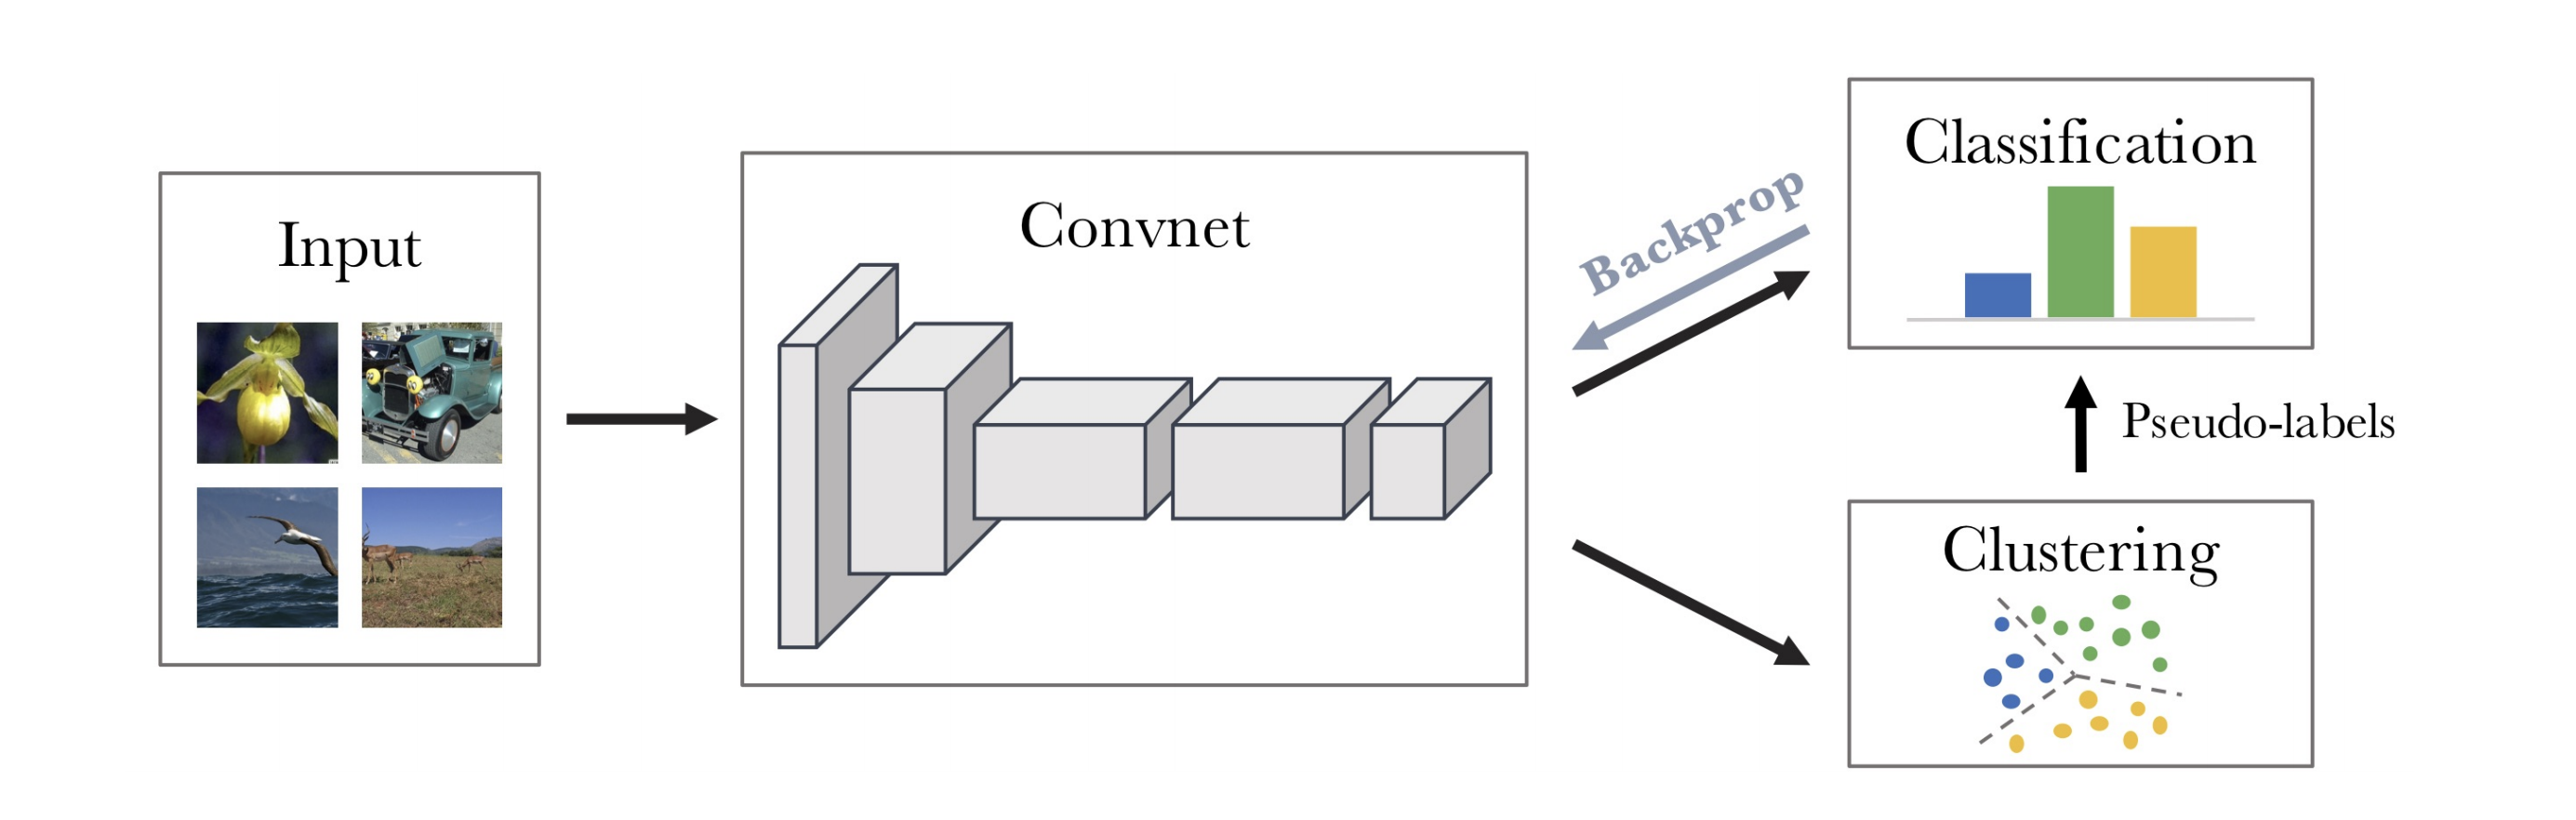 Input
Convnet
Backprop
Classification
Pseudo-labels
Clustering